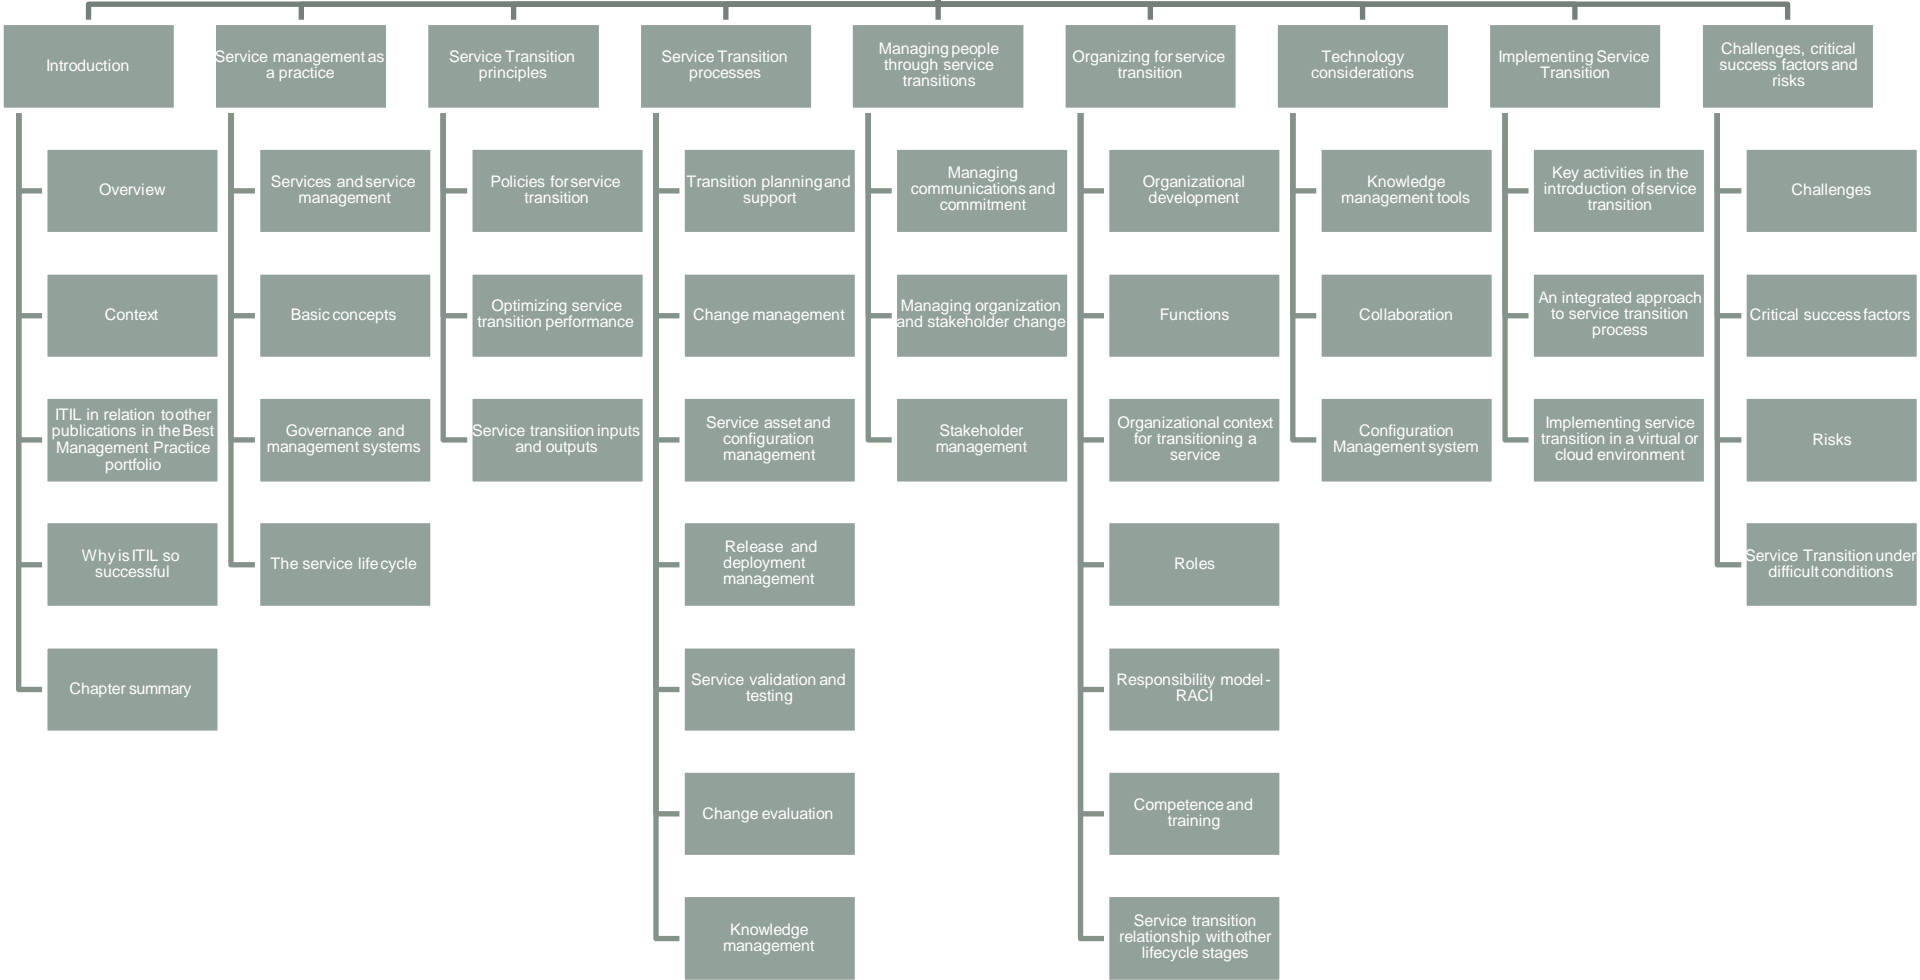 Introduction
Overview
Context
ITIL in relation to other
publications in the Best
Management Practice
portfolio
Why is ITIL so
successful
Chapter summary
Service management as
a practice
Services and service
management
Basic concepts
Governance and
management systems
The service life cycle
Service Transition
principles
Policies for service
transition
Optimizing service
transition performance
Service transition inputs
and outputs
Service Transition
processes
Transition planning and
support
Change management
Service asset and
configuration
management
Release and
deployment
management
Service validation and
testing
Change evaluation
Knowledge
management
Managing people
through service
transitions
Managing
communications and
commitment
Managing organization
and stakeholder change
Stakeholder
management
Organizing for service
transition
Organizational
development
Functions
Organizational context
for transitioning a
service
Roles
Responsibility model-
RACI
Competence and
training
Service transition
relationship with other
lifecycle stages
Technology
considerations
Knowledge
management tools
Collaboration
Configuration
Management system
Implementing Service
Transition
Key activities in the
introduction of service
transition
An integrated approach
to service transition
process
Implementing service
transition in a virtual or
cloud environment
Challenges, critical
success factors and
risks
Challenges
Critical success factors
Risks
Service Transition under
difficult conditions